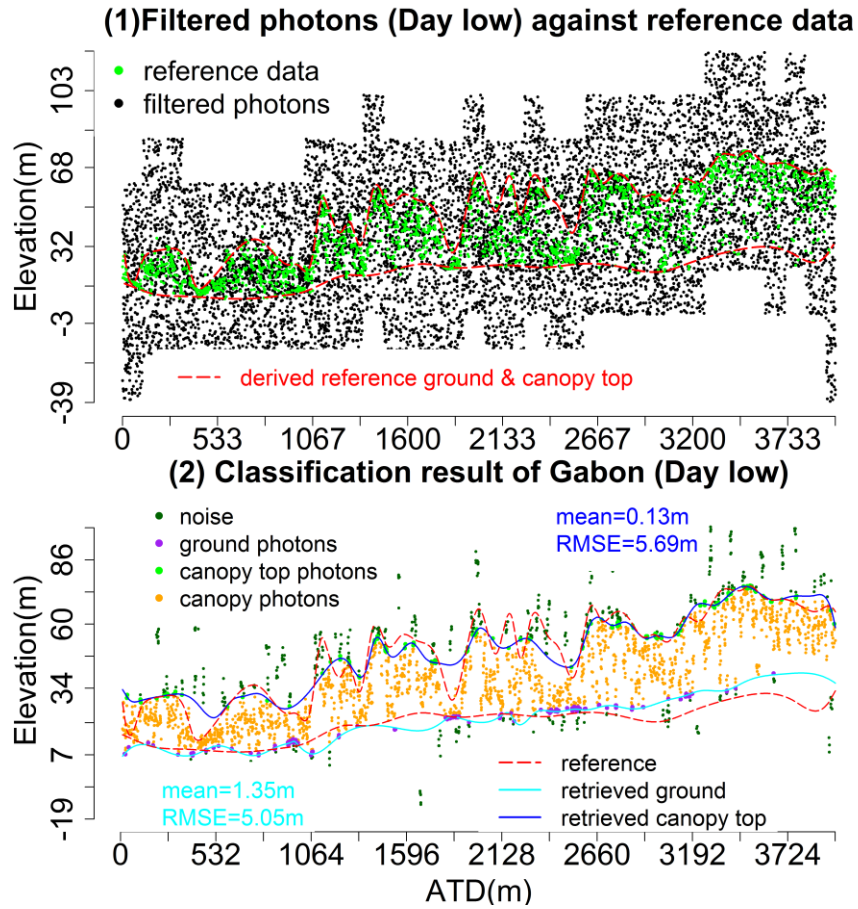 (1)Filtered photons (Day low) against reference data
reference data
filtered photons
Elevation(m)
103
68
32
-3
-39
derived reference ground & canopy top
0 533 1067 1600 2133 2667 3200 3733
(2) Classification result of Gabon (Day low)
noise
ground photons
canopy top photons
canopy photons
mean=0.13m
RMSE=5.69m
Elevation(m)
86
60
34
7
-19
mean=1.35m
RMSE=5.05m
reference
retrieved ground
retrieved canopy top
0 532 1064 1596 2128 2660 3192 3724
ATD(m)